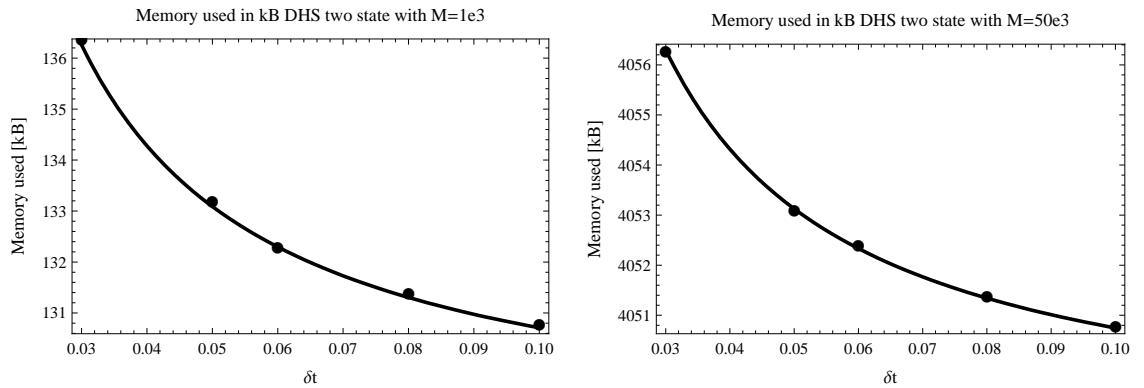 Memory used in kB DHS two state with M=1e3
136
135
134
133
132
131
Memory used [kB]
0.03 0.04 0.05 0.06 0.07 0.08 0.09 0.10
δt
Memory used in kB DHS two state with M=50e3
4056
4055
4054
4053
4052
4051
Memory used [kB]
0.03 0.04 0.05 0.06 0.07 0.08 0.09 0.10
δt